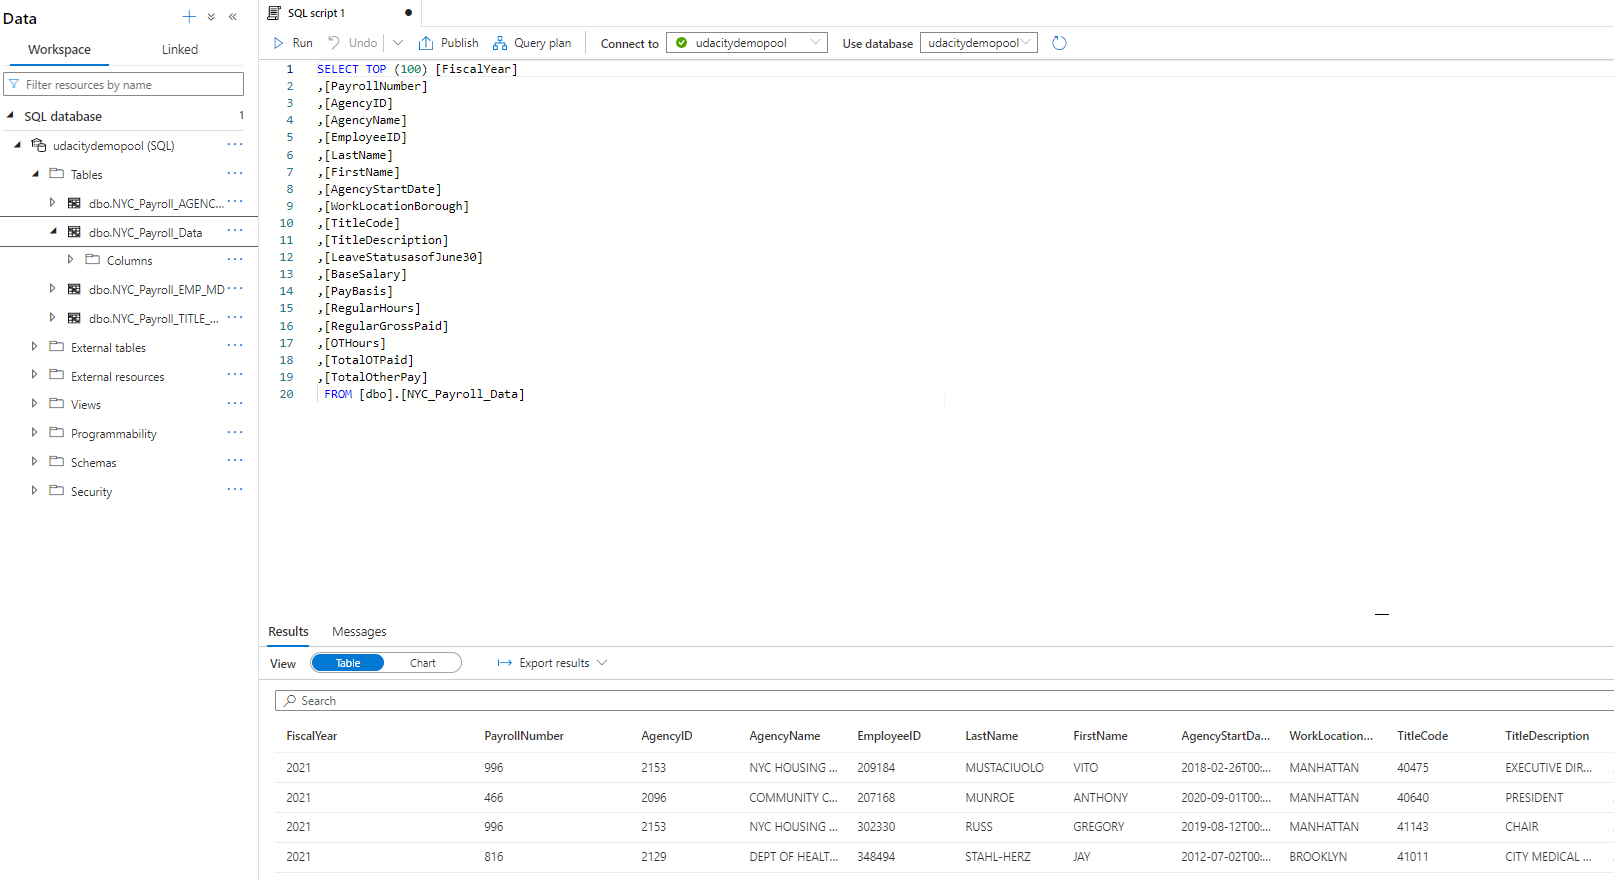 Data
Workspace Linked
Filter resources by name
SQL database 1
udacitydemopool (SQL)
Tables
dbo.NYC_Payroll_AGENC...
dbo.NYC_Payroll_Data
Columns
dbo.NYC_Payroll_EMP_MD
dbo.NYC_Payroll_TITLE_...
External tables
External resources
Views
Programmability
Schemas
Security
SQL script 1
Run Undo Publish Query plan Connect to udacitydemopool Use database udacitydemopool
1 SELECT TOP (100) [FiscalYear]
2 ,[PayrollNumber]
3 ,[AgencyID]
4 ,[AgencyName]
5 ,[EmployeeID]
6 ,[LastName]
7 ,[FirstName]
8 ,[AgencyStartDate]
9 ,[WorkLocationBorough]
10 ,[TitleCode]
11 ,[TitleDescription]
12 ,[LeaveStatusasofJune30]
13 ,[BaseSalary]
14 ,[PayBasis]
15 ,[RegularHours]
16 ,[RegularGrossPaid]
17 ,[OTHours]
18 ,[TotalOTPaid]
19 ,[TotalOtherPay]
20 FROM [dbo].[NYC_Payroll_Data]
Results Messages
View Table Chart Export results
Search
FiscalYear PayrollNumber AgencyID AgencyName EmployeeID LastName FirstName AgencyStartDa... WorkLocation... TitleCode TitleDescription
2021 996 2153 NYC HOUSING ... 209184 MUSTACIUOLO VITO 2018-02-26T00:... MANHATTAN 40475 EXECUTIVE DIR...
2021 466 2096 COMMUNITY C... 207168 MUNROE ANTHONY 2020-09-01T00:... MANHATTAN 40640 PRESIDENT
2021 996 2153 NYC HOUSING ... 302330 RUSS GREGORY 2019-08-12T00:... MANHATTAN 41143 CHAIR
2021 816 2129 DEPT OF HEALT... 348494 STAHL-HERZ JAY 2012-07-02T00:... BROOKLYN 41011 CITY MEDICAL ...